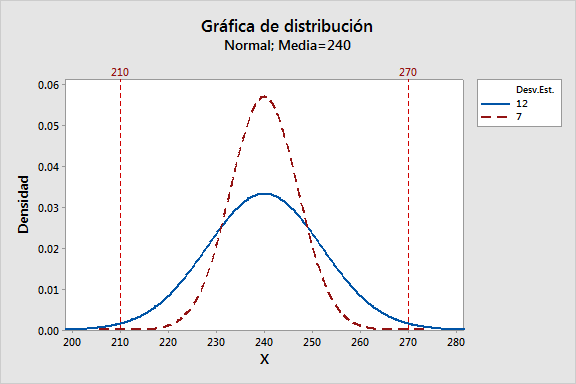 Gráfica de distribución
Normal; Media=240
210
270
Desv.Est.
12
7
0.06
0.05
0.04
0.03
0.02
0.01
0.00
Densidad
200 210 220 230 240 250 260 270 280
X